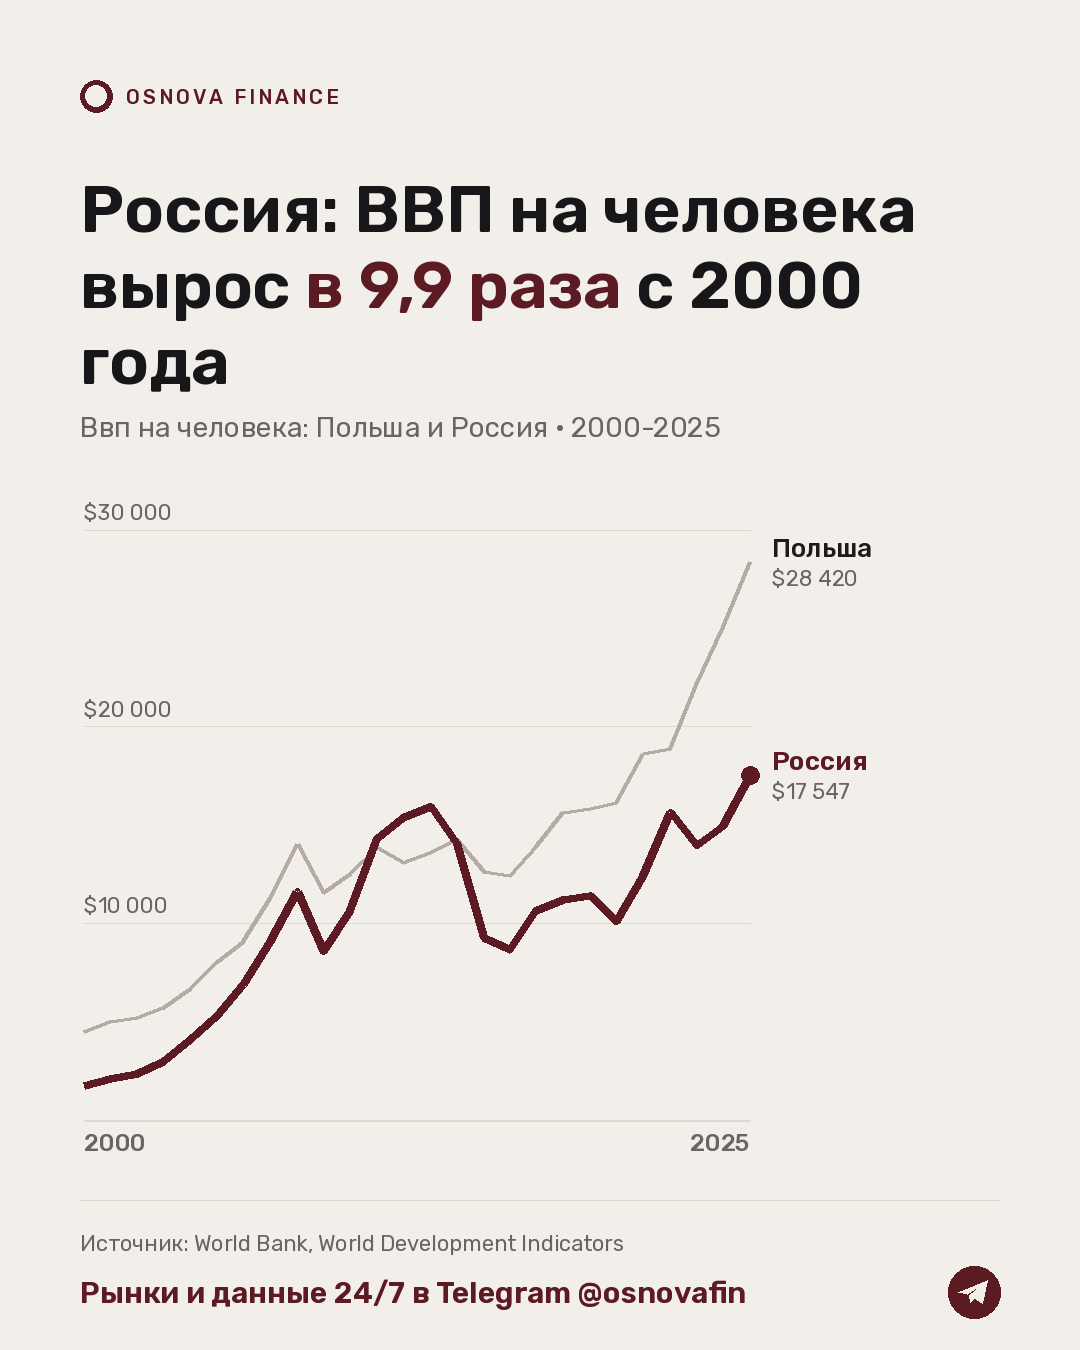 OSNOVA FINANCE
Россия: ВВП на человека
вырос в 9,9 раза с 2000
года
Ввп на человека: Польша и Россия • 2000–2025
$30 000
Польша
$28 420
$20 000
Россия
$17 547
$10 000
2000
2025
Источник: World Bank, World Development Indicators
Рынки и данные 24/7 в Telegram @osnovafin